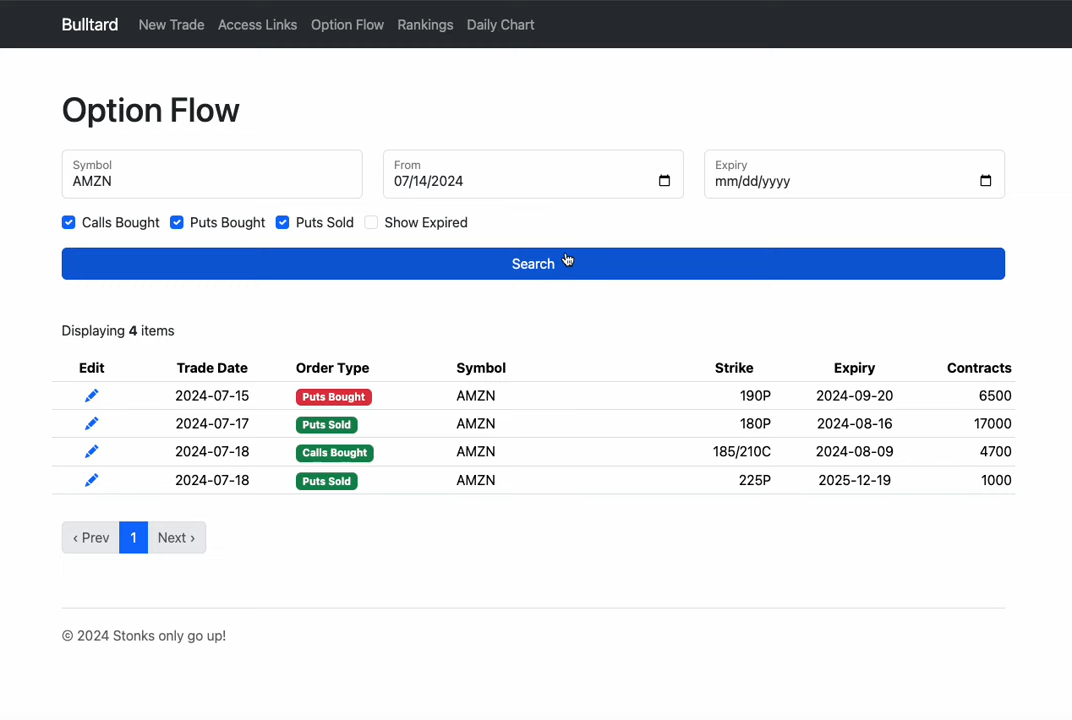 Bulltard New Trade Access Links Option Flow Rankings Daily Chart
Option Flow
Symbol From Expiry
AMZN 07/14/2024 mm/dd/yyyy
Calls Bought Puts Bought Puts Sold Show Expired
Search
Displaying 4 items
Edit Trade Date Order Type Symbol Strike Expiry Contracts
2024-07-15 Puts Bought AMZN 190P 2024-09-20 6500
2024-07-17 Puts Sold AMZN 180P 2024-08-16 17000
2024-07-18 Calls Bought AMZN 185/210C 2024-08-09 4700
2024-07-18 Puts Sold AMZN 225P 2025-12-19 1000
‹ Prev 1 Next ›
© 2024 Stonks only go up!